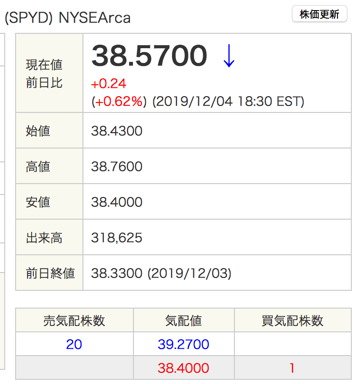 (SPYD) NYSEArca
株価更新
現在値
前日比
38.5700 ↓
+0.24
(+0.62%) (2019/12/04 18:30 EST)
始値
38.4300
高値
38.7600
安値
38.4000
出来高
318,625
前日終値
38.3300 (2019/12/03)
売気配株数 気配値 買気配株数
20 39.2700
38.4000 1